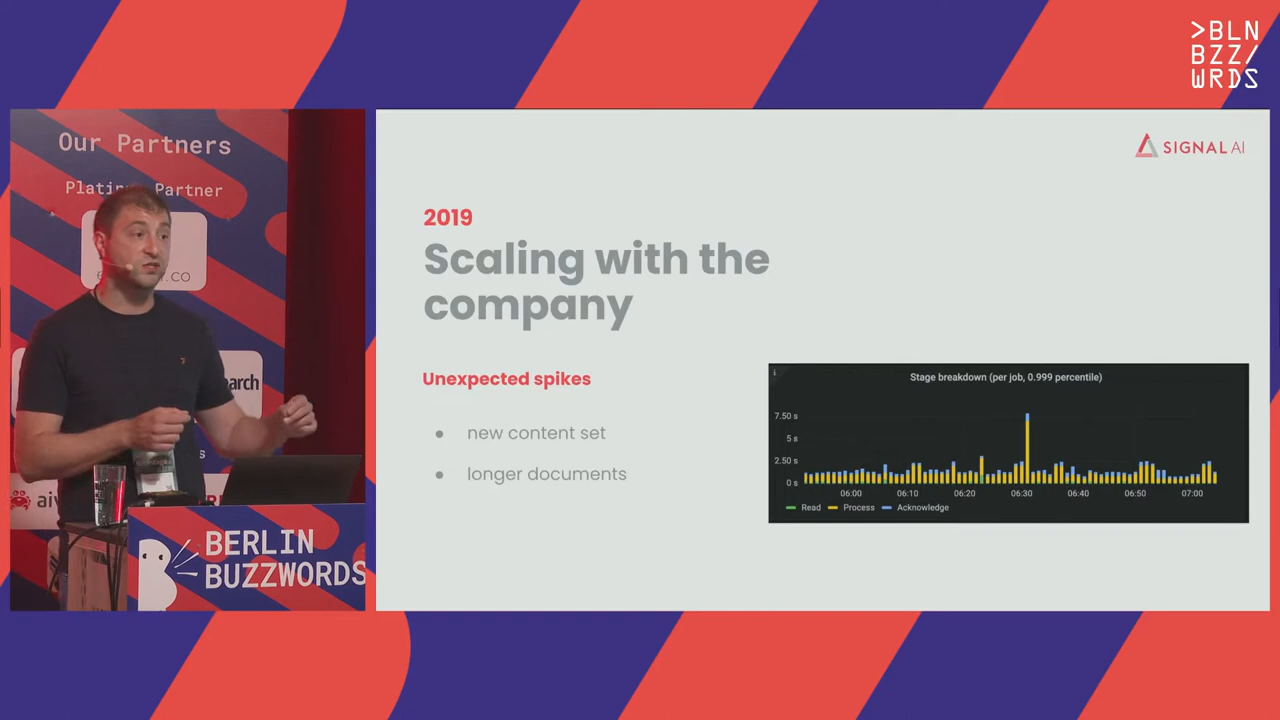 >BLN
BZZ/
WRDS
Our Partners
Partner
.CO
arch
BERLIN
BUZZWORDS
SIGNAL AI
2019
Scaling with the
company
Unexpected spikes
● new content set
● longer documents
Stage breakdown (per job, 0.999 percentile)
7.50 s
5 s
2.50 s
0 s
06:00 06:10 06:20 06:30 06:40 06:50 07:00
Read Process Acknowledge